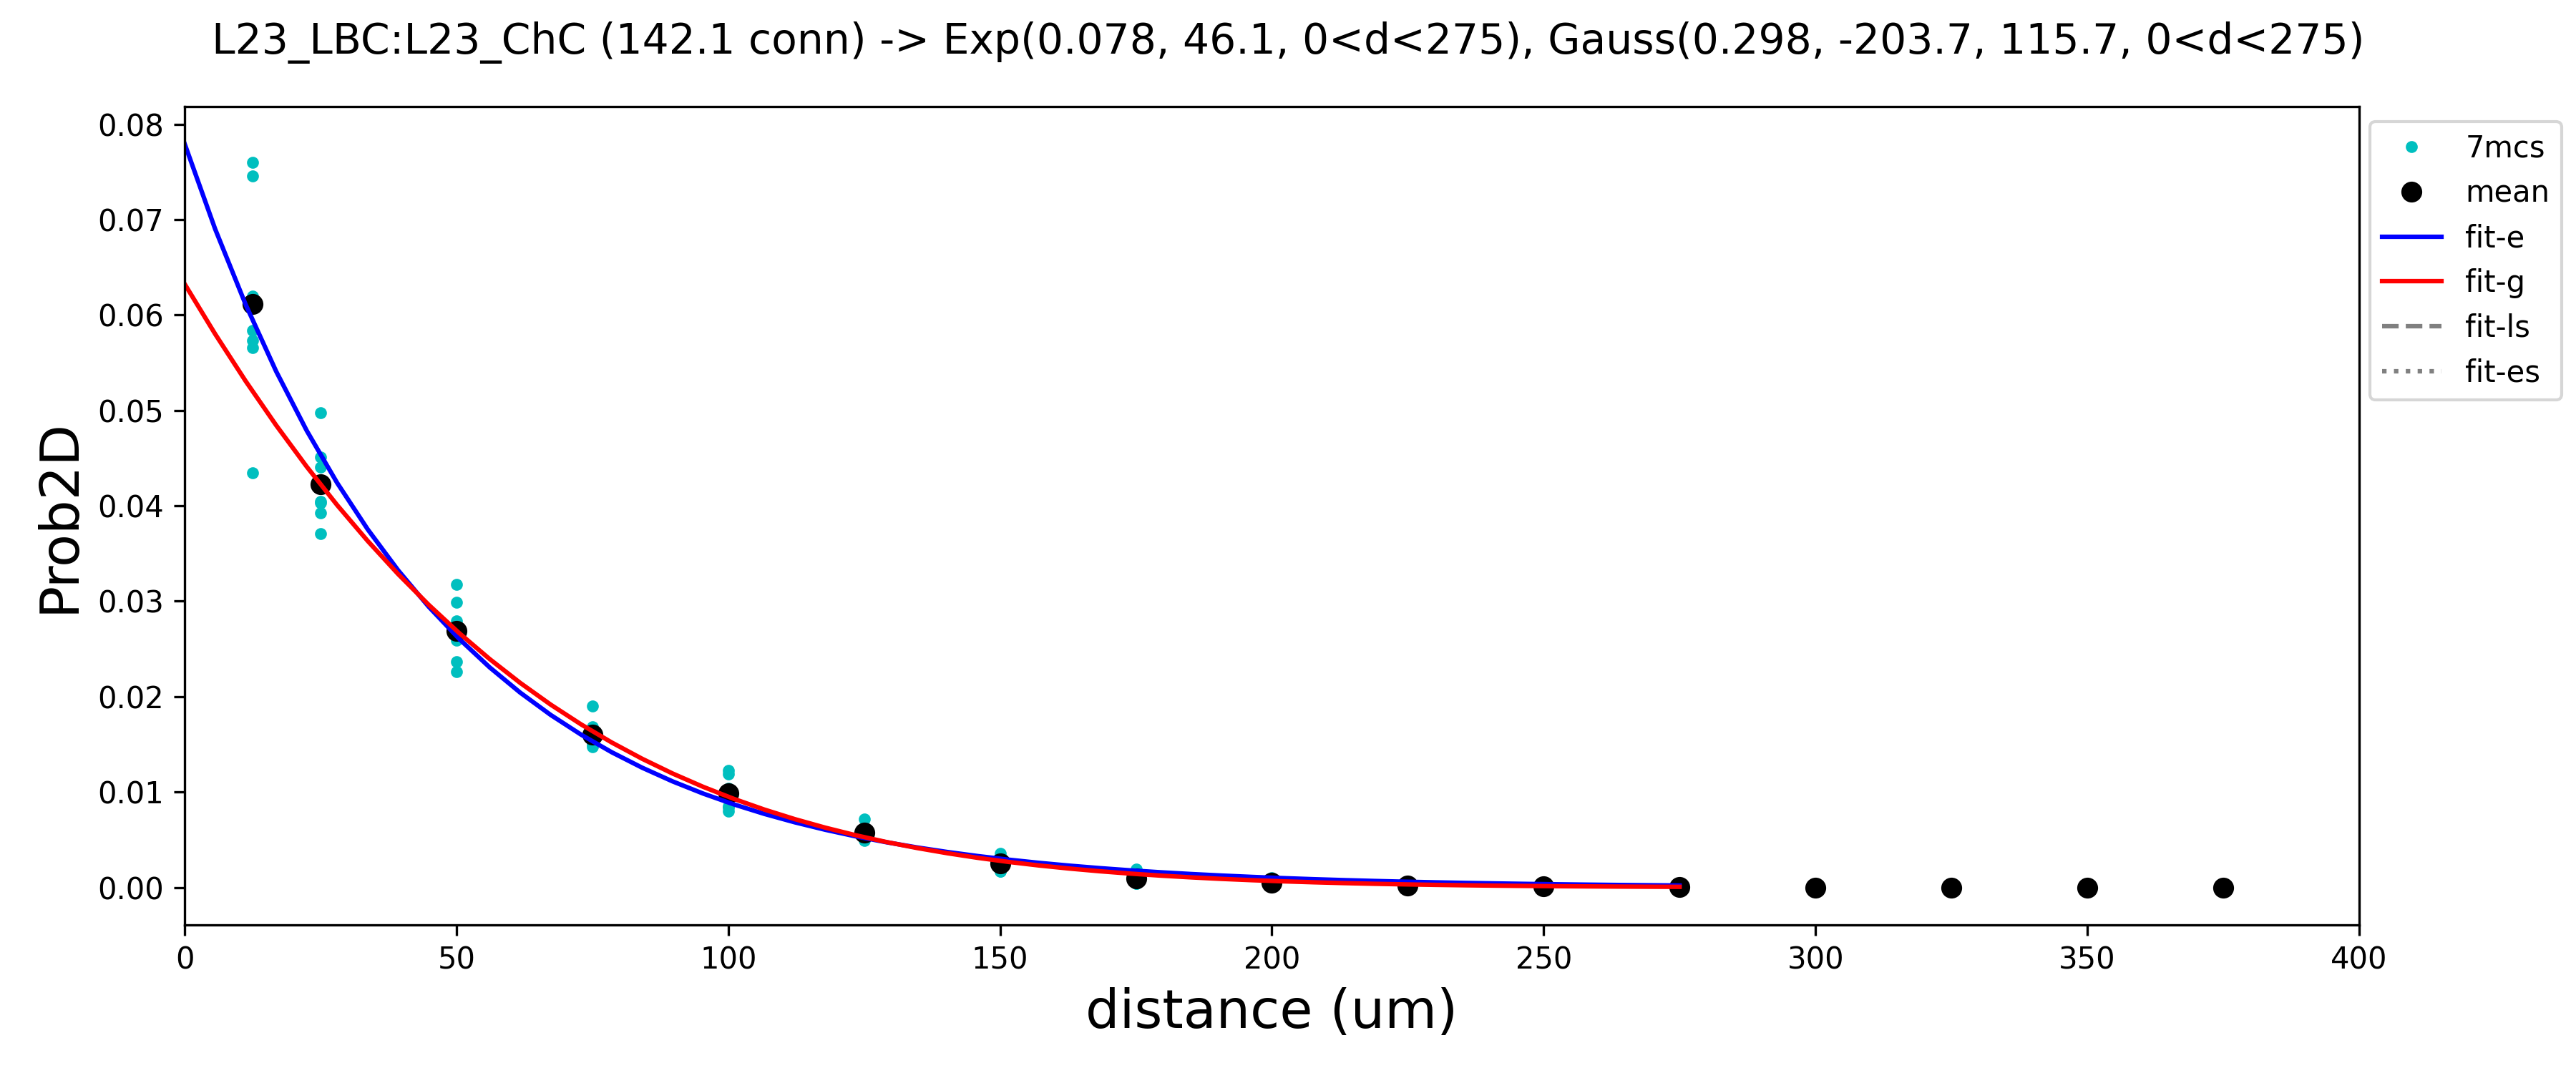 L23_LBC:L23_ChC (142.1 conn) -> Exp(0.078, 46.1, 0<d<275), Gauss(0.298, -203.7, 115.7, 0<d<275)
0.08
0.07
0.06
0.05
0.04
0.03
0.02
0.01
0.00
Prob2D
0 50 100 150 200 250 300 350 400
distance (um)
7mcs
mean
fit-e
fit-g
fit-ls
fit-es